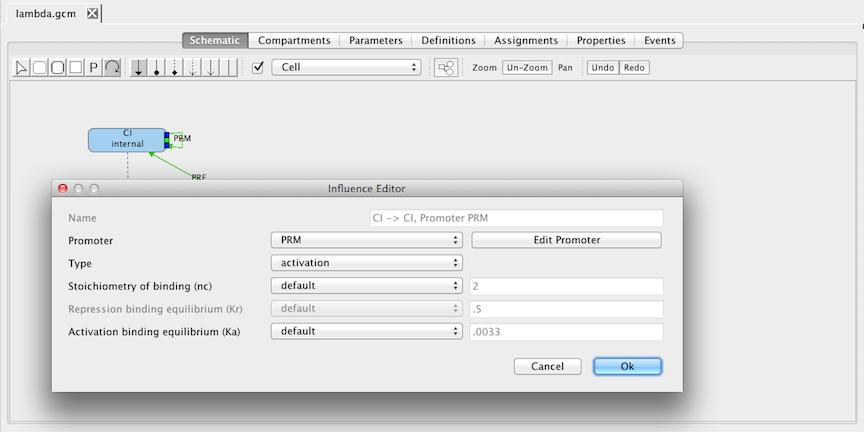 lambda.gcm
Schematic Compartments Parameters Definitions Assignments Properties Events
P Cell Zoom Un-Zoom Pan Undo Redo
CI
internal
PRM
PRE
Influence Editor
Name CI -> CI, Promoter PRM
Promoter PRM Edit Promoter
Type activation
Stoichiometry of binding (nc) default 2
Repression binding equilibrium (Kr) default .5
Activation binding equilibrium (Ka) default .0033
Cancel Ok